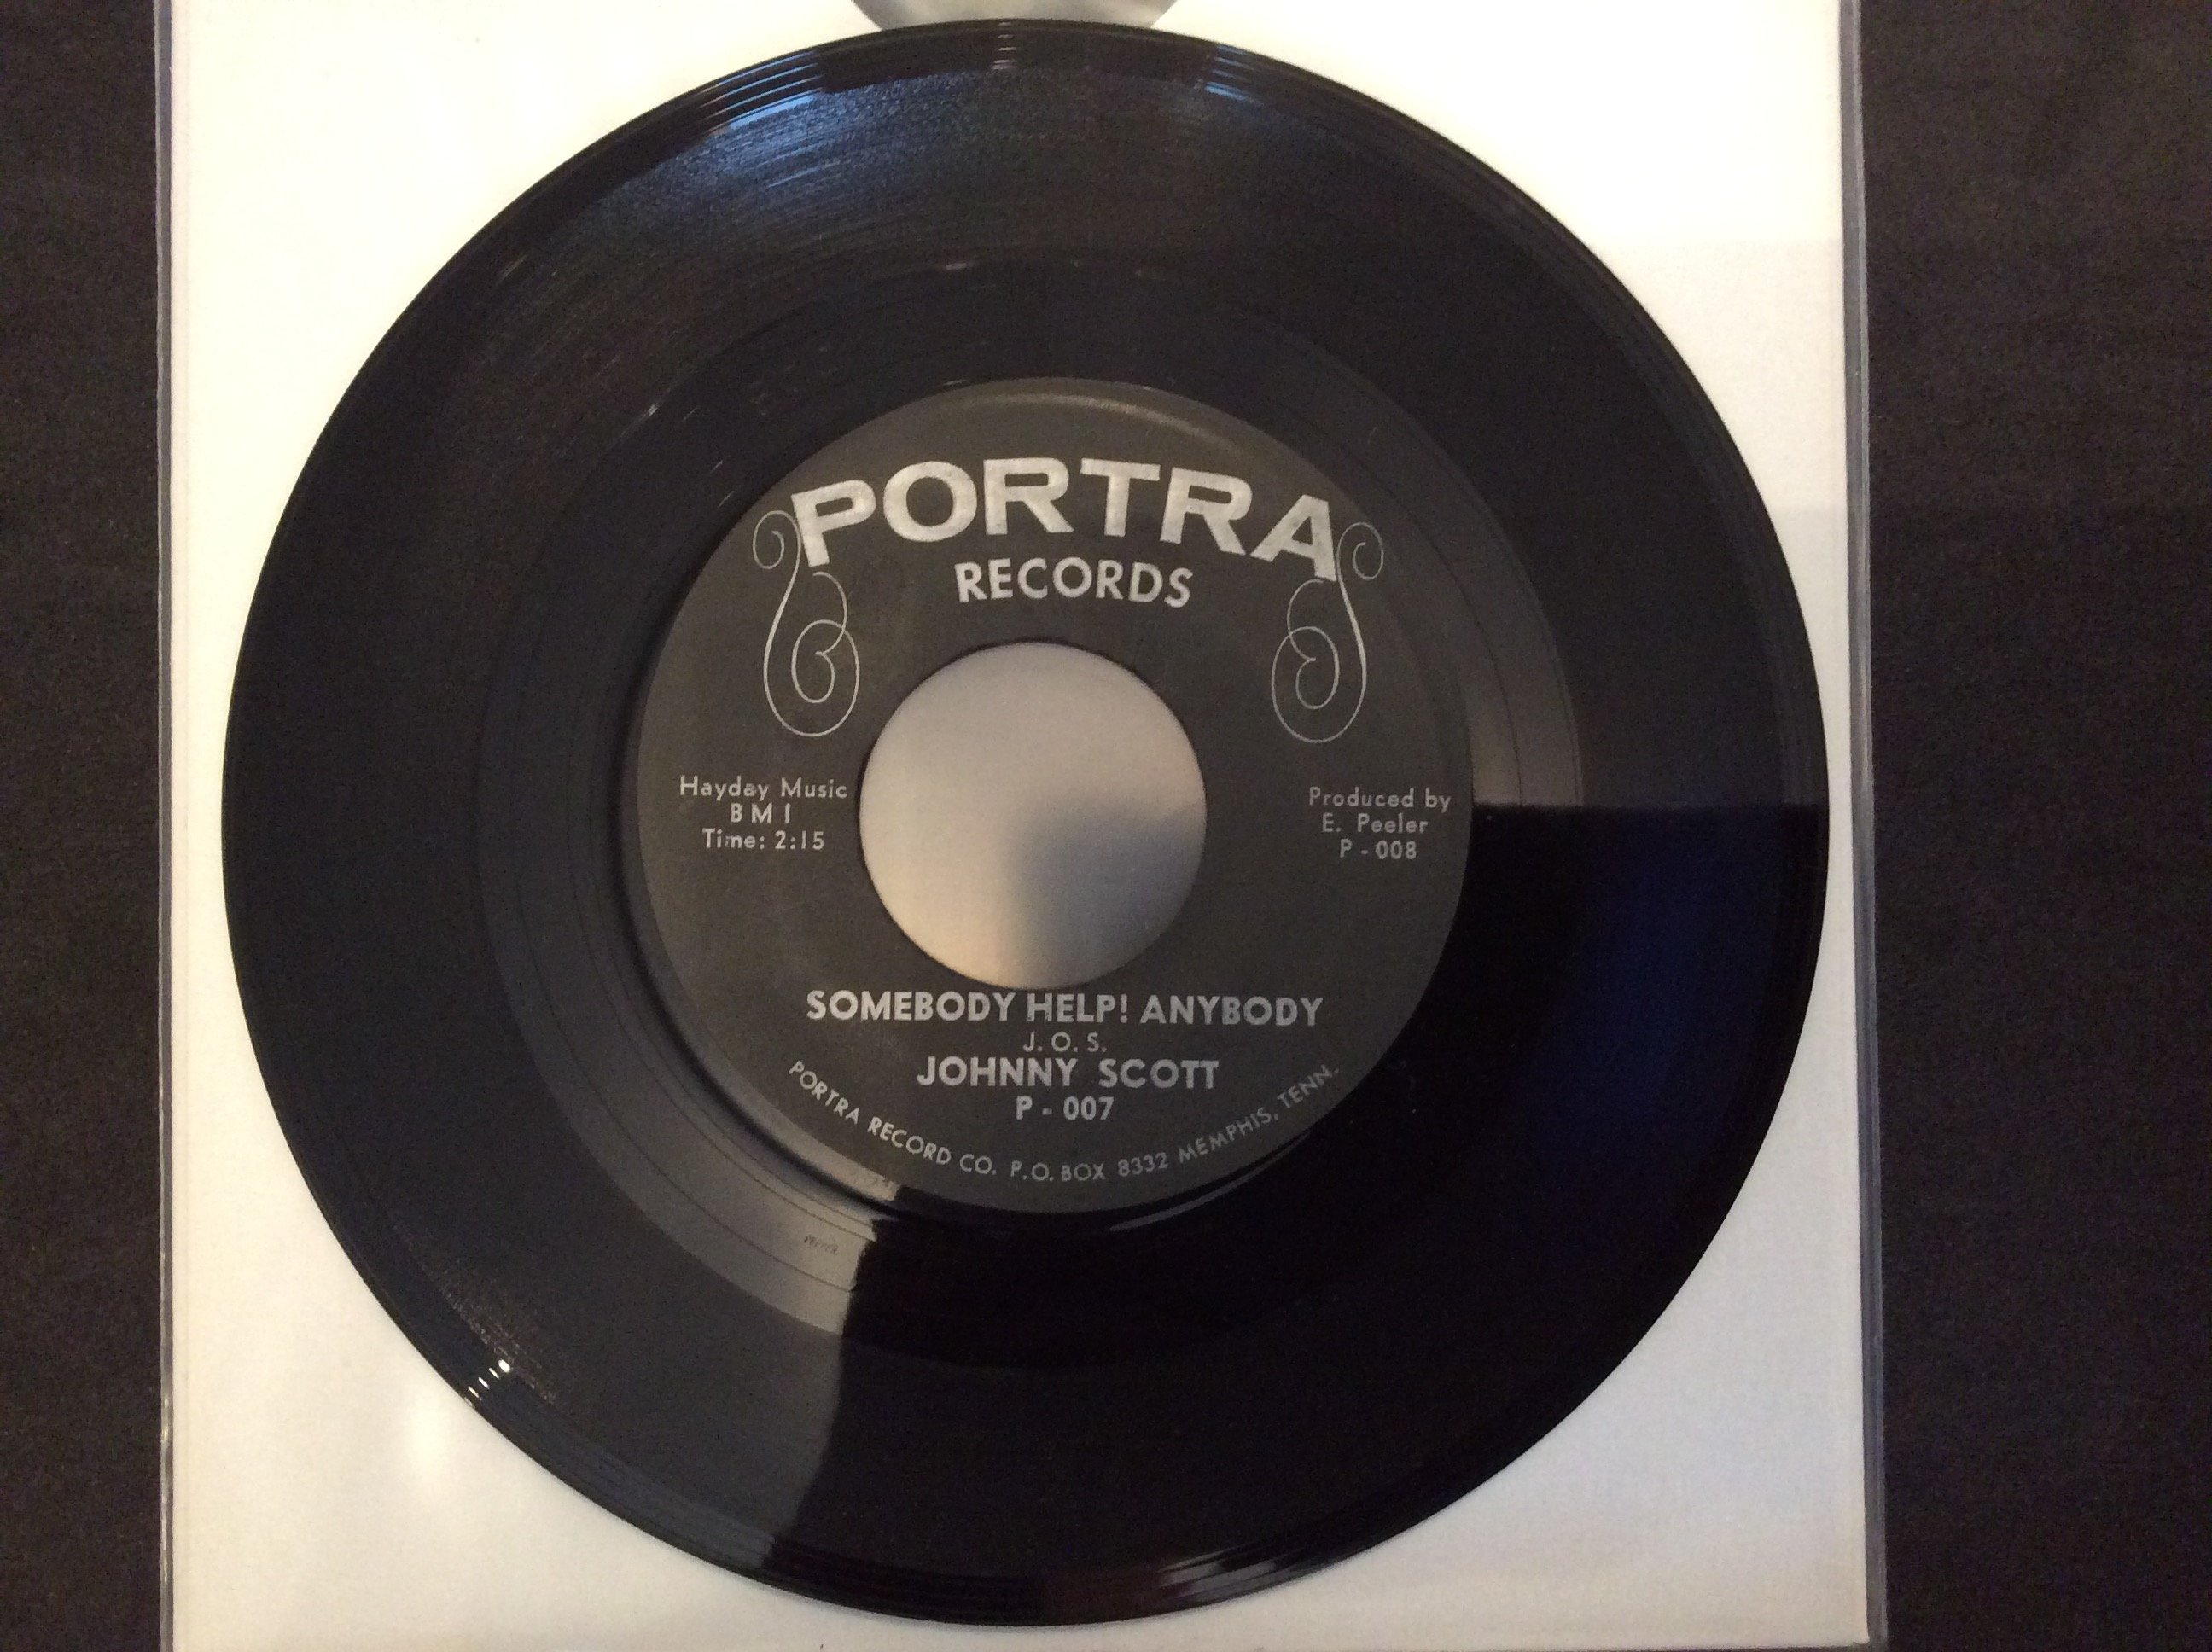 PORTRA
RECORDS
Hayday Music
BMI
Time: 2:15
Produced by
E. Peeler
P - 008
SOMEBODY HELP! ANYBODY
J. O. S.
JOHNNY SCOTT
P - 007
PORTRA RECORD CO. P.O. BOX 8332 MEMPHIS, TENN.